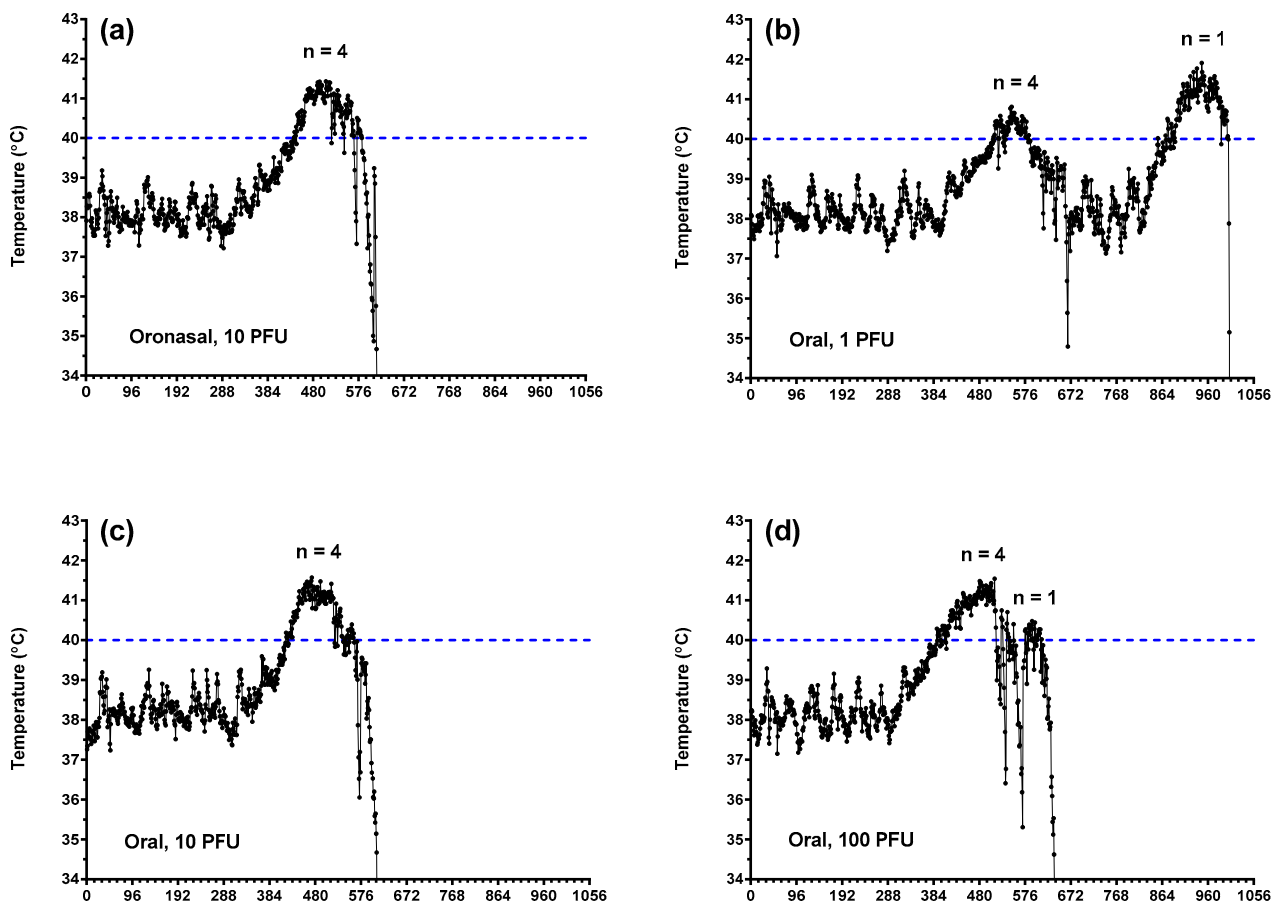 (a)
n = 4
43
42
41
40
39
38
37
36
35
34
Temperature (°C)
Oronasal, 10 PFU
0 96 192 288 384 480 576 672 768 864 960 1056
(b)
n = 1
n = 4
43
42
41
40
39
38
37
36
35
34
Temperature (°C)
Oral, 1 PFU
0 96 192 288 384 480 576 672 768 864 960 1056
(c)
n = 4
43
42
41
40
39
38
37
36
35
34
Temperature (°C)
Oral, 10 PFU
0 96 192 288 384 480 576 672 768 864 960 1056
(d)
n = 4
n = 1
43
42
41
40
39
38
37
36
35
34
Temperature (°C)
Oral, 100 PFU
0 96 192 288 384 480 576 672 768 864 960 1056